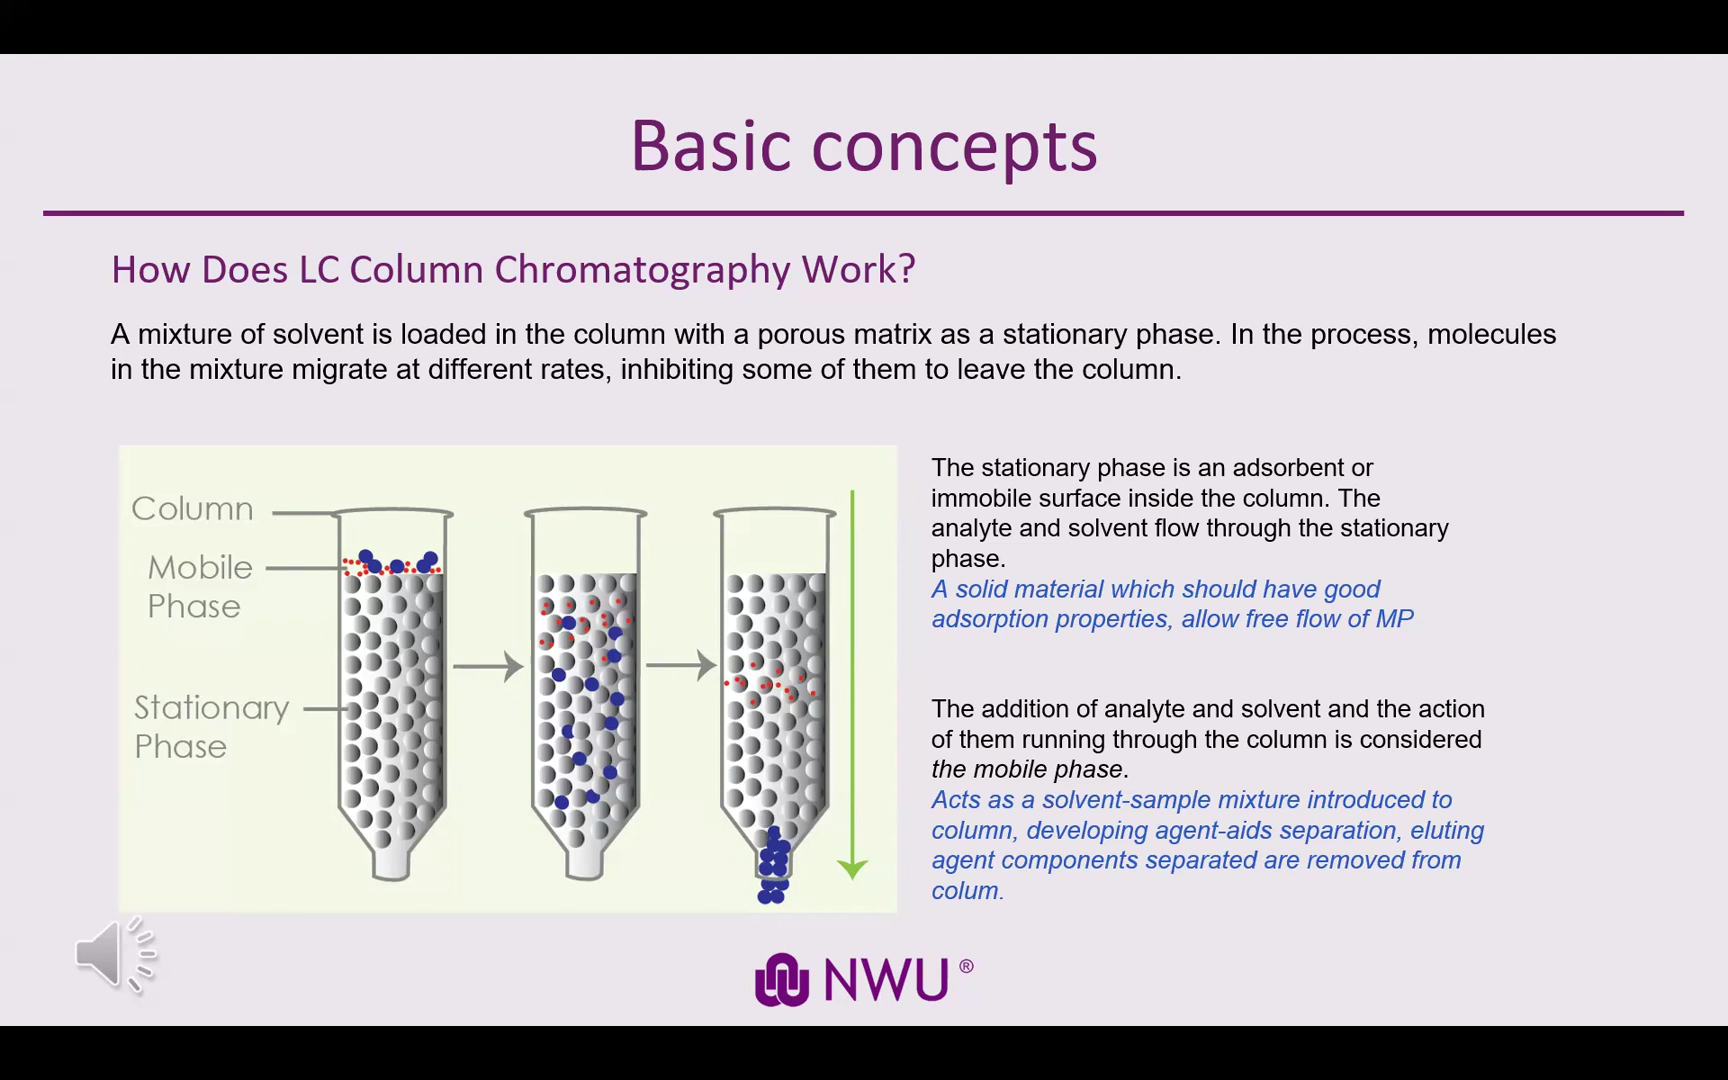 Basic concepts
How Does LC Column Chromatography Work?
A mixture of solvent is loaded in the column with a porous matrix as a stationary phase. In the process, molecules
in the mixture migrate at different rates, inhibiting some of them to leave the column.
Column
Mobile
Phase
Stationary
Phase
The stationary phase is an adsorbent or
immobile surface inside the column. The
analyte and solvent flow through the stationary
phase.
A solid material which should have good
adsorption properties, allow free flow of MP
The addition of analyte and solvent and the action
of them running through the column is considered
the mobile phase.
Acts as a solvent-sample mixture introduced to
column, developing agent-aids separation, eluting
agent components separated are removed from
colum.
NWU®